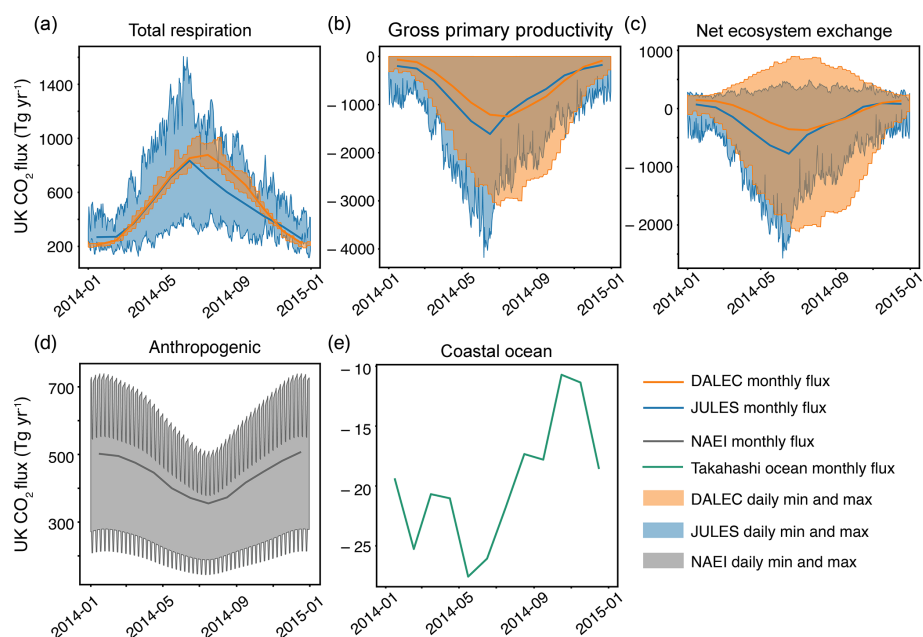 (a) Total respiration
UK CO2 flux (Tg yr-1)
1400
1000
600
200
2014-01
2014-05
2014-09
2015-01
(b) Gross primary productivity
0
−1000
−2000
−3000
−4000
2014-01
2014-05
2014-09
2015-01
(c) Net ecosystem exchange
1000
0
−1000
−2000
2014-01
2014-05
2014-09
2015-01
(d) Anthropogenic
UK CO2 flux (Tg yr-1)
700
500
300
2014-01
2014-05
2014-09
2015-01
(e) Coastal ocean
−10
−15
−20
−25
2014-01
2014-05
2014-09
2015-01
DALEC monthly flux
JULES monthly flux
NAEI monthly flux
Takahashi ocean monthly flux
DALEC daily min and max
JULES daily min and max
NAEI daily min and max